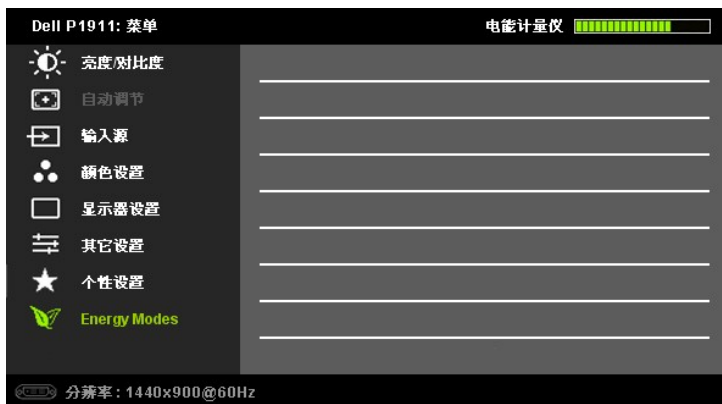 Dell P1911: 菜单
电能计量仪
亮度/对比度
自动调节
输入源
颜色设置
显示器设置
其它设置
个性设置
Energy Modes
分辨率: 1440x900@60Hz